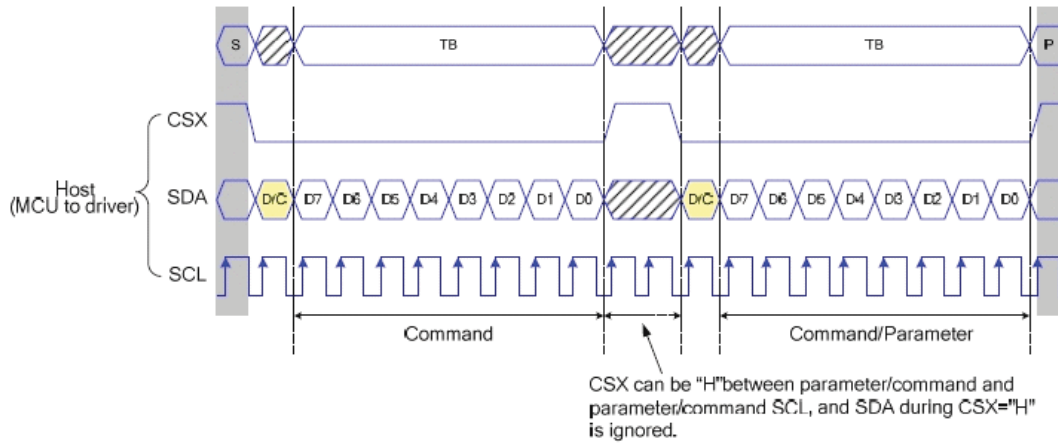 S TB TB P
CSX
Host
(MCU to driver)
SDA D/C D7 D6 D5 D4 D3 D2 D1 D0 D/C D7 D6 D5 D4 D3 D2 D1 D0
SCL
Command Command/Parameter
CSX can be “H”between parameter/command and
parameter/command SCL, and SDA during CSX="H"
is ignored.